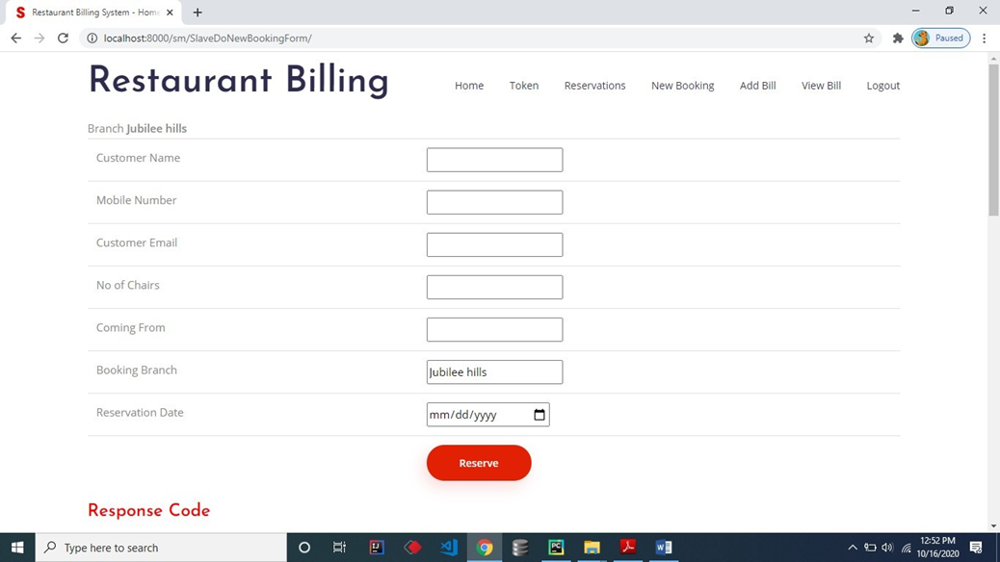 S Restaurant Billing System - Home
localhost:8000/sm/SlaveDoNewBookingForm/
Paused
Restaurant Billing
Home Token Reservations New Booking Add Bill View Bill Logout
Branch Jubilee hills
Customer Name
Mobile Number
Customer Email
No of Chairs
Coming From
Booking Branch Jubilee hills
Reservation Date mm/dd/yyyy
Reserve
Response Code
Type here to search
12:52 PM
10/16/2020